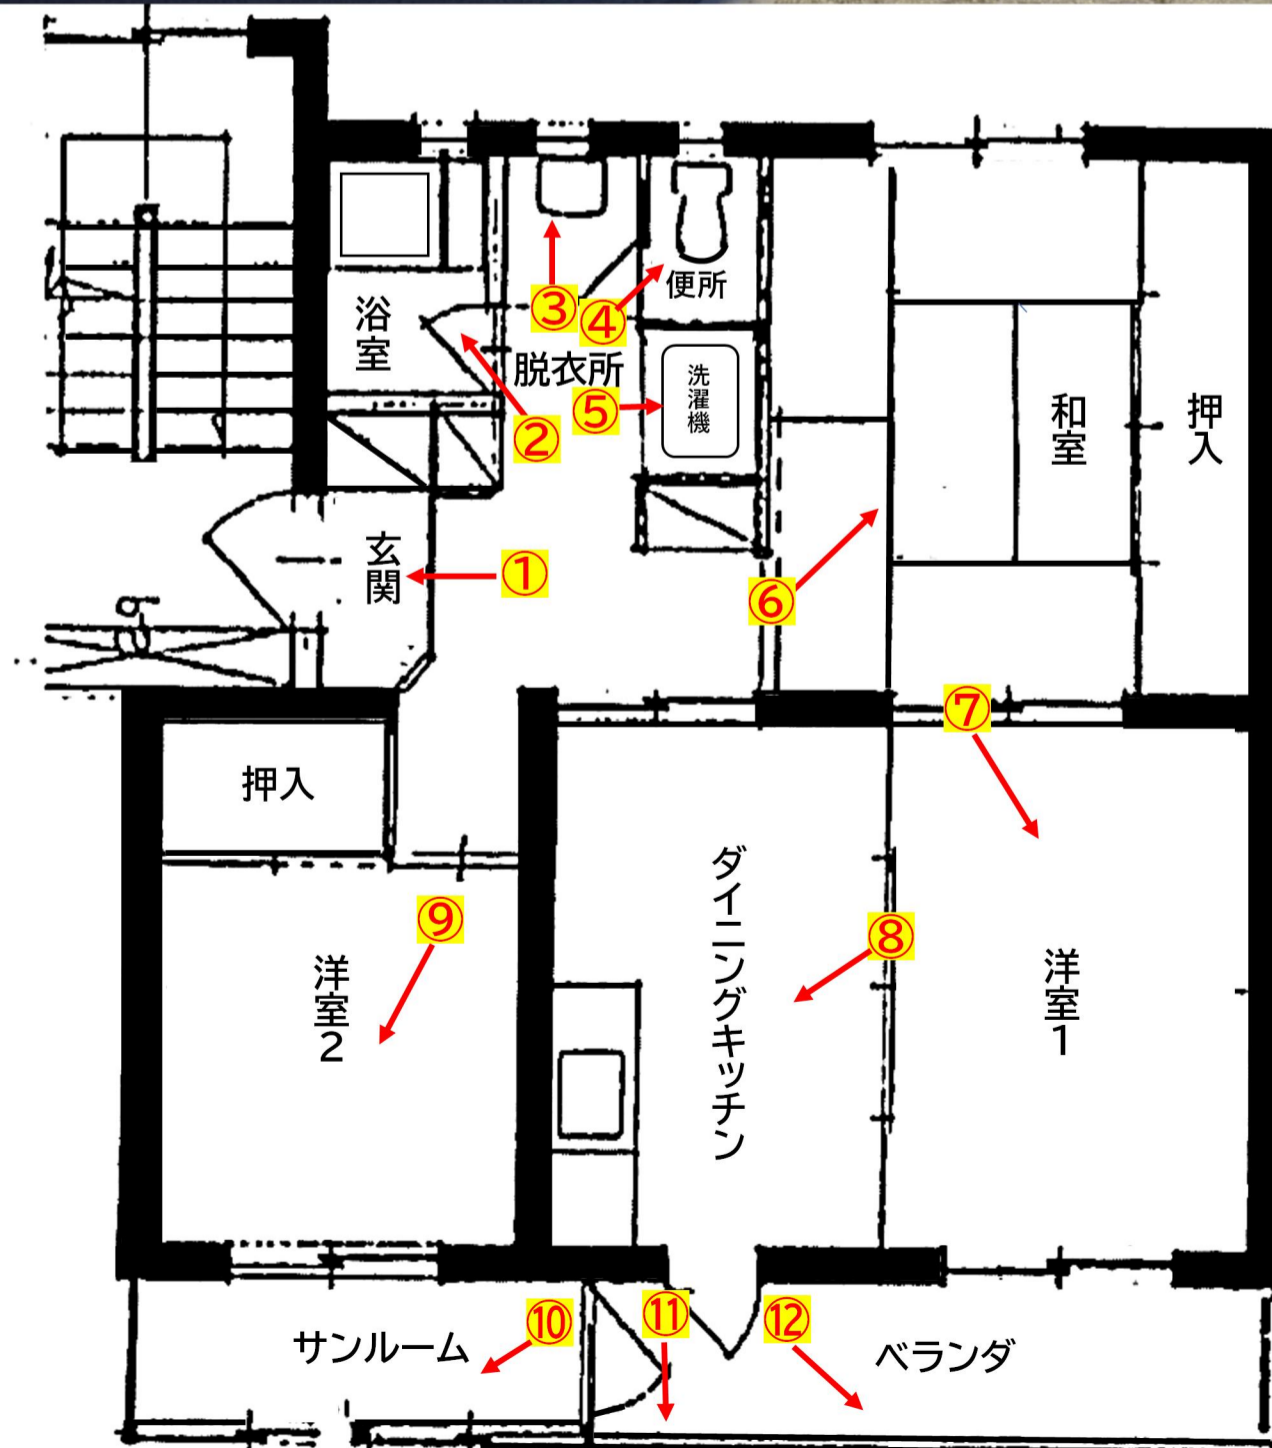 ③
④
便所
浴室
脱衣所
洗濯機
⑤
②
和室
押入
玄関
①
⑥
⑦
押入
ダイニングキッチン
⑨
⑧
洋室2
洋室1
サンルーム
⑩
⑪
⑫
ベランダ